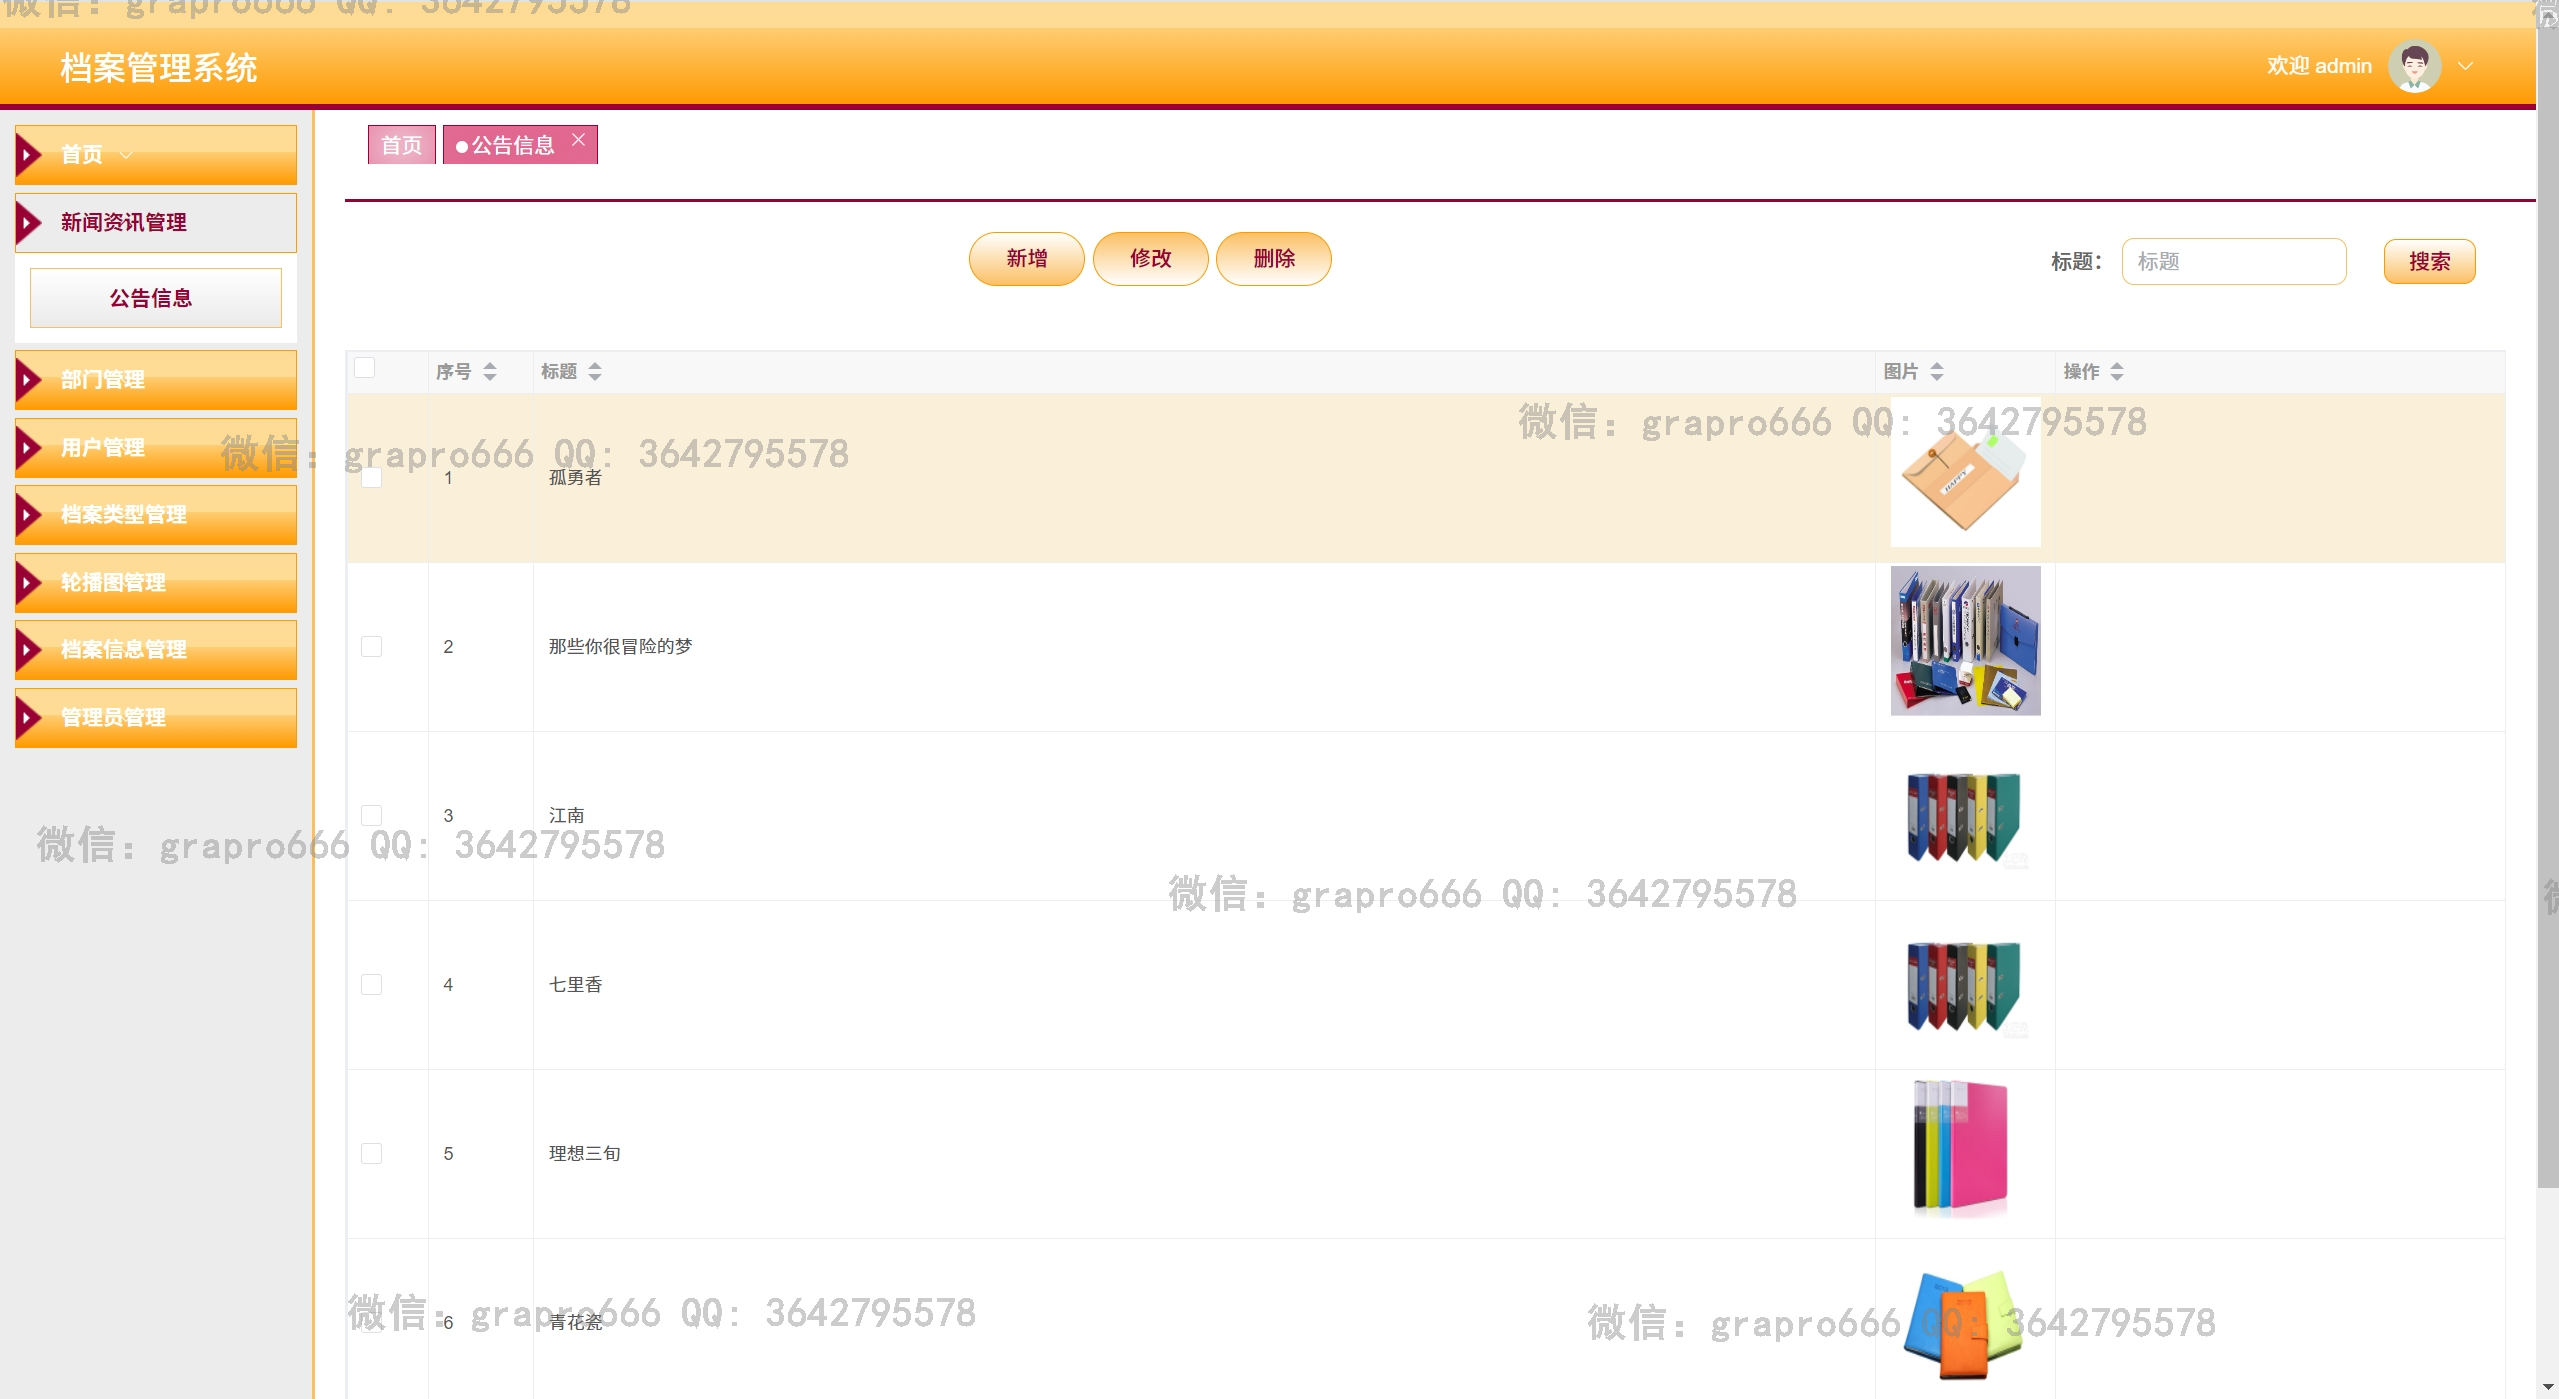 微信: grapro666 QQ: 3642795578
档案管理系统
欢迎 admin
首页
新闻资讯管理
公告信息
部门管理
用户管理
档案类型管理
轮播图管理
档案信息管理
管理员管理
首页
公告信息
新增
修改
删除
标题:
标题
搜索
序号
标题
图片
操作
微信: grapro666 QQ: 3642795578
微信: grapro666 QQ: 3642795578
1
孤勇者
HAPPY
2
那些你很冒险的梦
3
江南
微信: grapro666 QQ: 3642795578
微信: grapro666 QQ: 3642795578
4
七里香
5
理想三旬
微信: grapro666 QQ: 3642795578
微信: grapro666 QQ: 3642795578
6
青花瓷